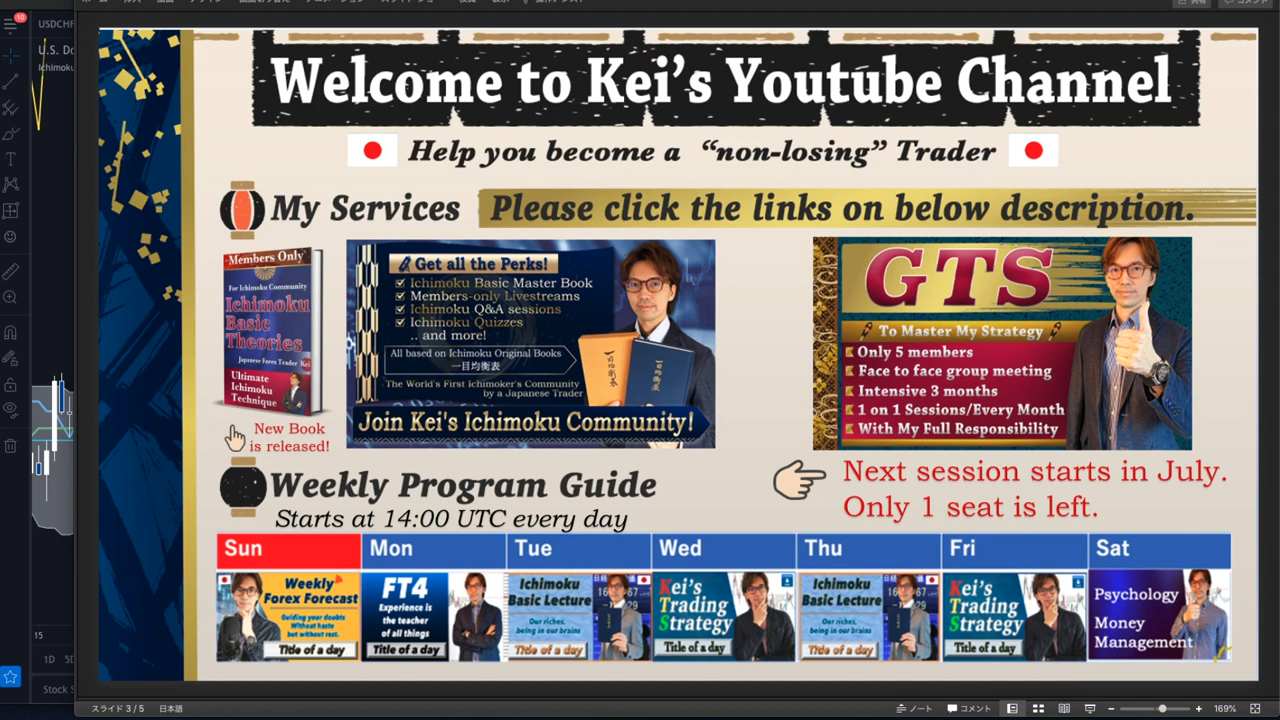 10
USDCHF
U.S. Do
Ichimoku
Welcome to Kei's Youtube Channel
Help you become a “non-losing” Trader
My Services
Please click the links on below description.
Members Only
For Ichimoku Community
Ichimoku
Basic
Theories
Japanese Forex Trader Kei
Ultimate
Ichimoku
Technique
New Book
is released!
Get all the Perks!
Ichimoku Basic Master Book
Members-only Livestreams
Ichimoku Q&A sessions
Ichimoku Quizzes
.. and more!
All based on Ichimoku Original Books
一目均衡表
The World's First Ichimoker's Community
by a Japanese Trader
Join Kei's Ichimoku Community!
GTS
To Master My Strategy
Only 5 members
Face to face group meeting
Intensive 3 months
1 on 1 Sessions/Every Month
With My Full Responsibility
Next session starts in July.
Only 1 seat is left.
Weekly Program Guide
Starts at 14:00 UTC every day
Sun
Mon
Tue
Wed
Thu
Fri
Sat
Weekly
Forex Forecast
Guiding your doubts
Without haste
but without rest.
Title of a day
FT4
Experience is
the teacher
of all things
Title of a day
Ichimoku
Basic Lecture
Our riches,
being in our brains
Title of a day
Kei's
Trading
Strategy
Title of a day
Ichimoku
Basic Lecture
Our riches,
being in our brains
Title of a day
Kei's
Trading
Strategy
Title of a day
Psychology
Money
Management
15
1D 5D
Stock S
スライド 3 / 5
日本語
ノート
コメント
169%